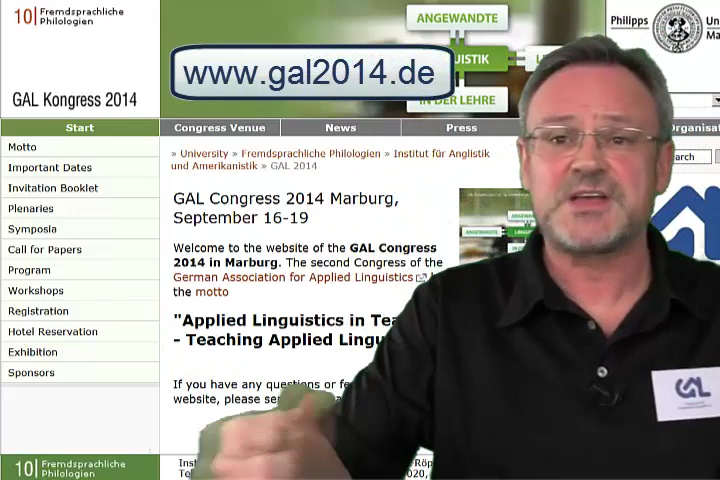 10| Fremdsprachliche
Philologien
ANGEWANDTE
Philipps
www.gal2014.de
IN DER LEHRE
GAL Kongress 2014
Start
Congress Venue
News
Press
Motto
Important Dates
Invitation Booklet
Plenaries
Symposia
Call for Papers
Program
Workshops
Registration
Hotel Reservation
Exhibition
Sponsors
» University » Fremdsprachliche Philologien » Institut für Anglistik
und Amerikanistik » GAL 2014
GAL Congress 2014 Marburg,
September 16-19
Welcome to the website of the GAL Congress
2014 in Marburg. The second Congress of the
German Association for Applied Linguistics
the motto
"Applied Linguistics in
- Teaching Applied
If you have any questions or
website, please
GAL
10| Fremdsprachliche
Philologien